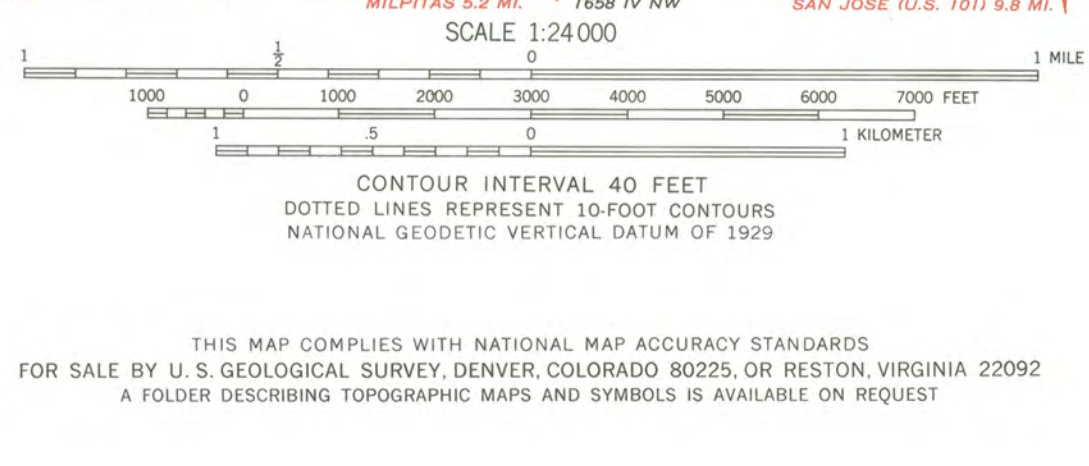 MILPITAS 5.2 MI. 1658 IV NW SAN JOSE (U.S. 101) 9.8 MI.
SCALE 1:24 000
1 1/2 0 1 MILE
1000 0 1000 2000 3000 4000 5000 6000 7000 FEET
1 .5 0 1 KILOMETER
CONTOUR INTERVAL 40 FEET
DOTTED LINES REPRESENT 10-FOOT CONTOURS
NATIONAL GEODETIC VERTICAL DATUM OF 1929
THIS MAP COMPLIES WITH NATIONAL MAP ACCURACY STANDARDS
FOR SALE BY U. S. GEOLOGICAL SURVEY, DENVER, COLORADO 80225, OR RESTON, VIRGINIA 22092
A FOLDER DESCRIBING TOPOGRAPHIC MAPS AND SYMBOLS IS AVAILABLE ON REQUEST